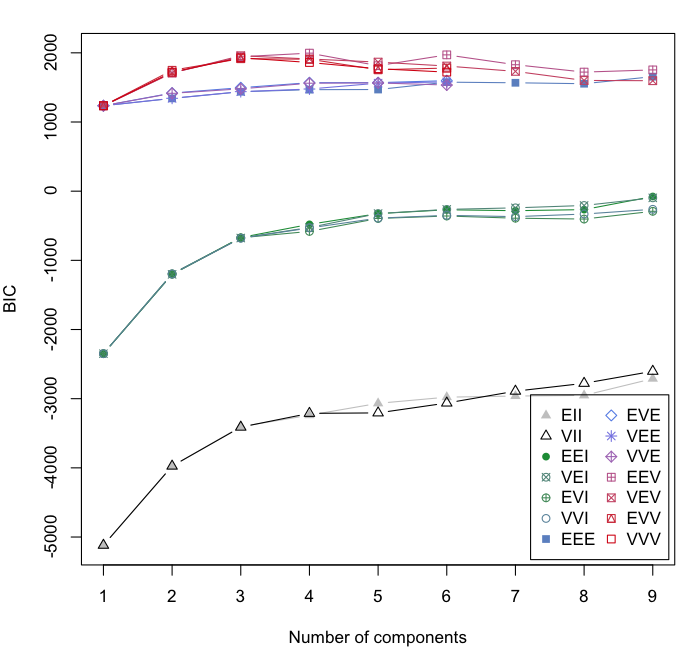 BIC
2000
1000
0
-1000
-2000
-3000
-4000
-5000
EII EVE
VII VEE
EEI VVE
VEI EEV
EVI VEV
VVI EVV
EEE VVV
1 2 3 4 5 6 7 8 9
Number of components